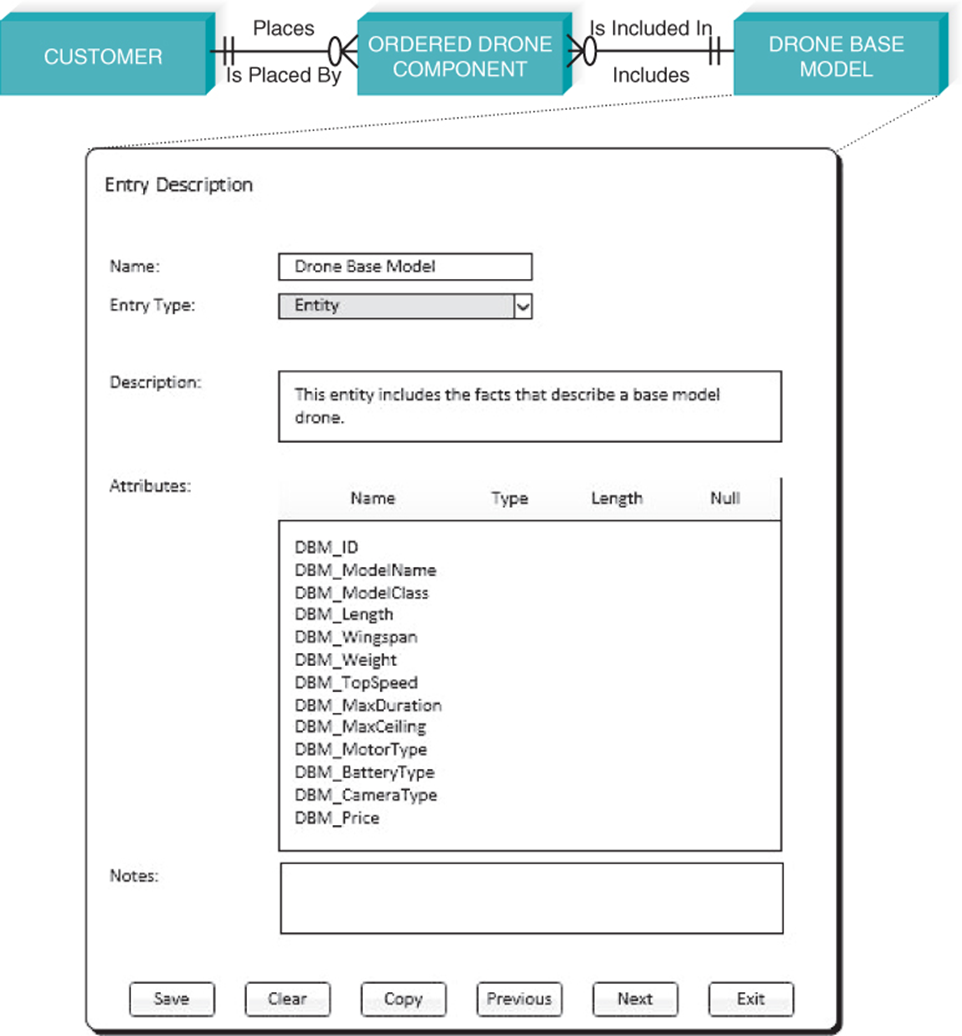 Places
Is Included In
CUSTOMER
ORDERED DRONE
COMPONENT
DRONE BASE
MODEL
Is Placed By
Includes
Entry Description
Name:
Drone Base Model
Entry Type:
Entity
Description:
This entity includes the facts that describe a base model
drone.
Attributes:
Name Type Length Null
DBM_ID
DBM_ModelName
DBM_ModelClass
DBM_Length
DBM_Wingspan
DBM_Weight
DBM_TopSpeed
DBM_MaxDuration
DBM_MaxCeiling
DBM_MotorType
DBM_BatteryType
DBM_CameraType
DBM_Price
Notes:
Save Clear Copy Previous Next Exit